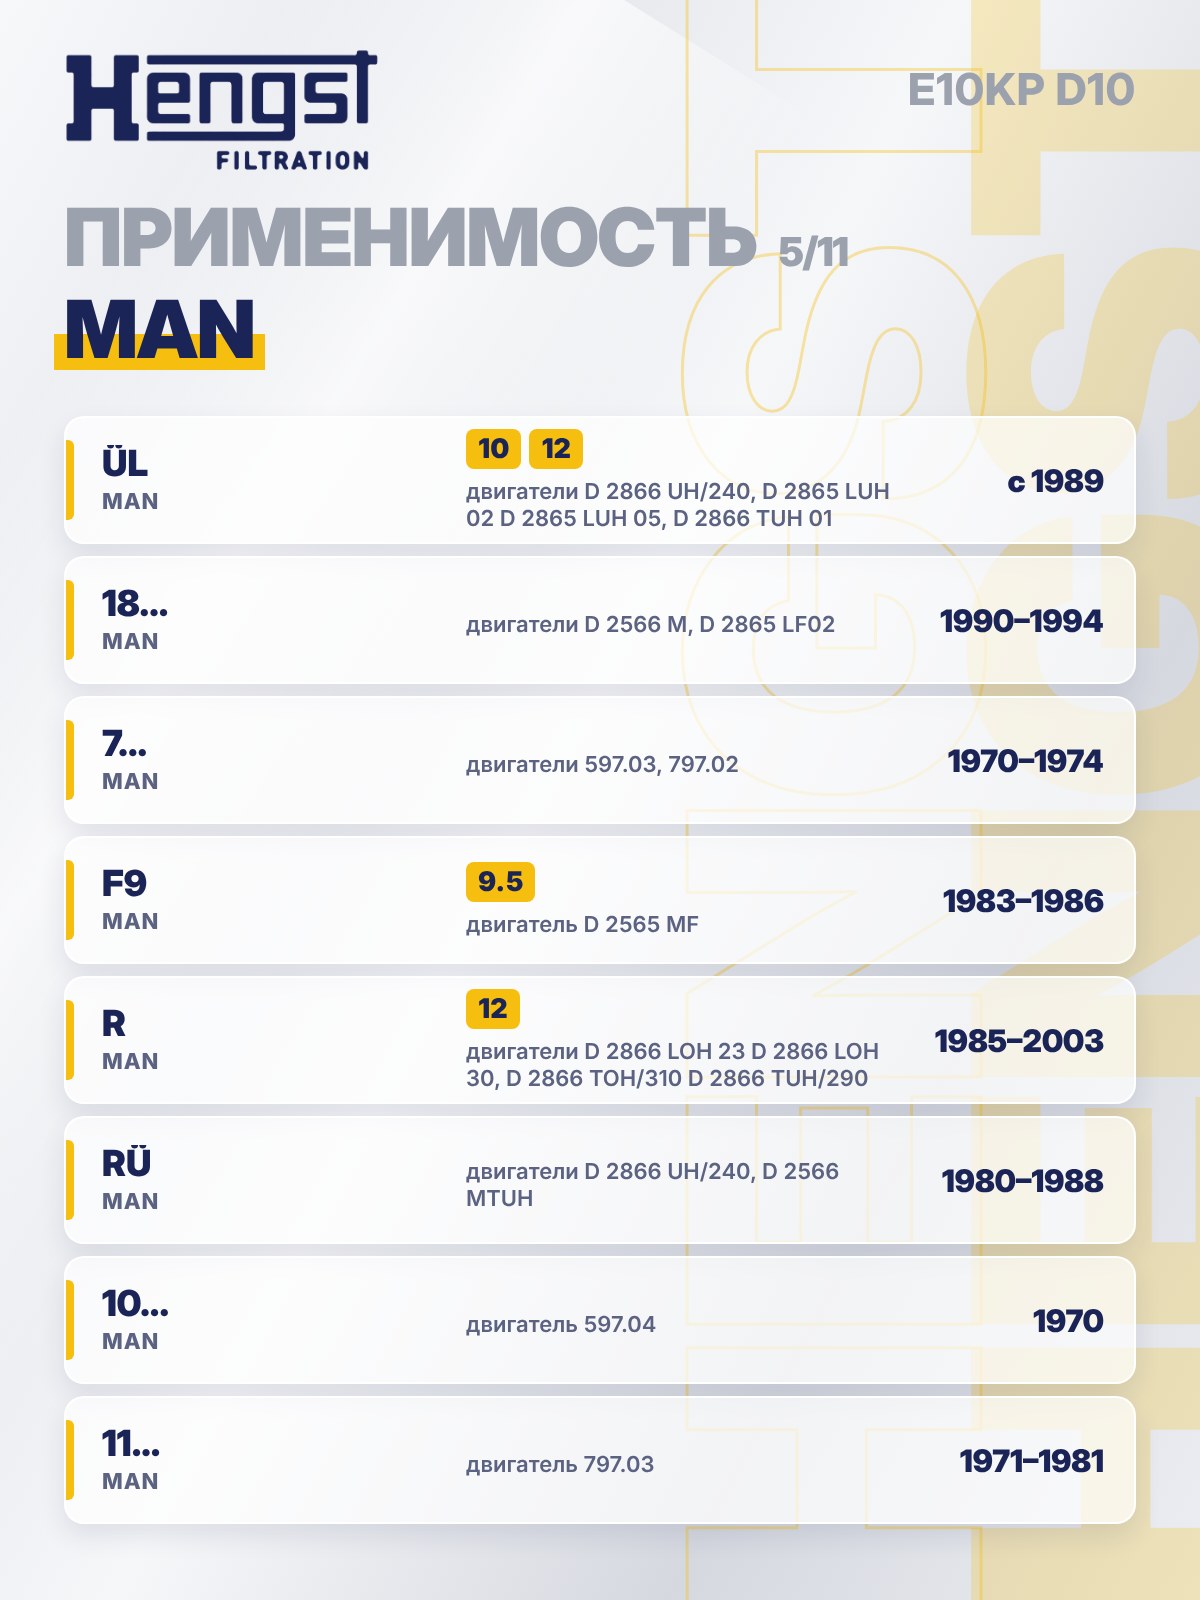 Hengst
FILTRATION
E10KP D10
ПРИМЕНИМОСТЬ 5/11
MAN
ÜL
MAN
10 12
двигатели D 2866 UH/240, D 2865 LUH
02 D 2865 LUH 05, D 2866 TUH 01
с 1989
18...
MAN
двигатели D 2566 M, D 2865 LF02
1990–1994
7...
MAN
двигатели 597.03, 797.02
1970–1974
F9
MAN
9.5
двигатель D 2565 MF
1983–1986
R
MAN
12
двигатели D 2866 LOH 23 D 2866 LOH
30, D 2866 TOH/310 D 2866 TUH/290
1985–2003
RÜ
MAN
двигатели D 2866 UH/240, D 2566
MTUH
1980–1988
10...
MAN
двигатель 597.04
1970
11...
MAN
двигатель 797.03
1971–1981
HENGST
HENGST